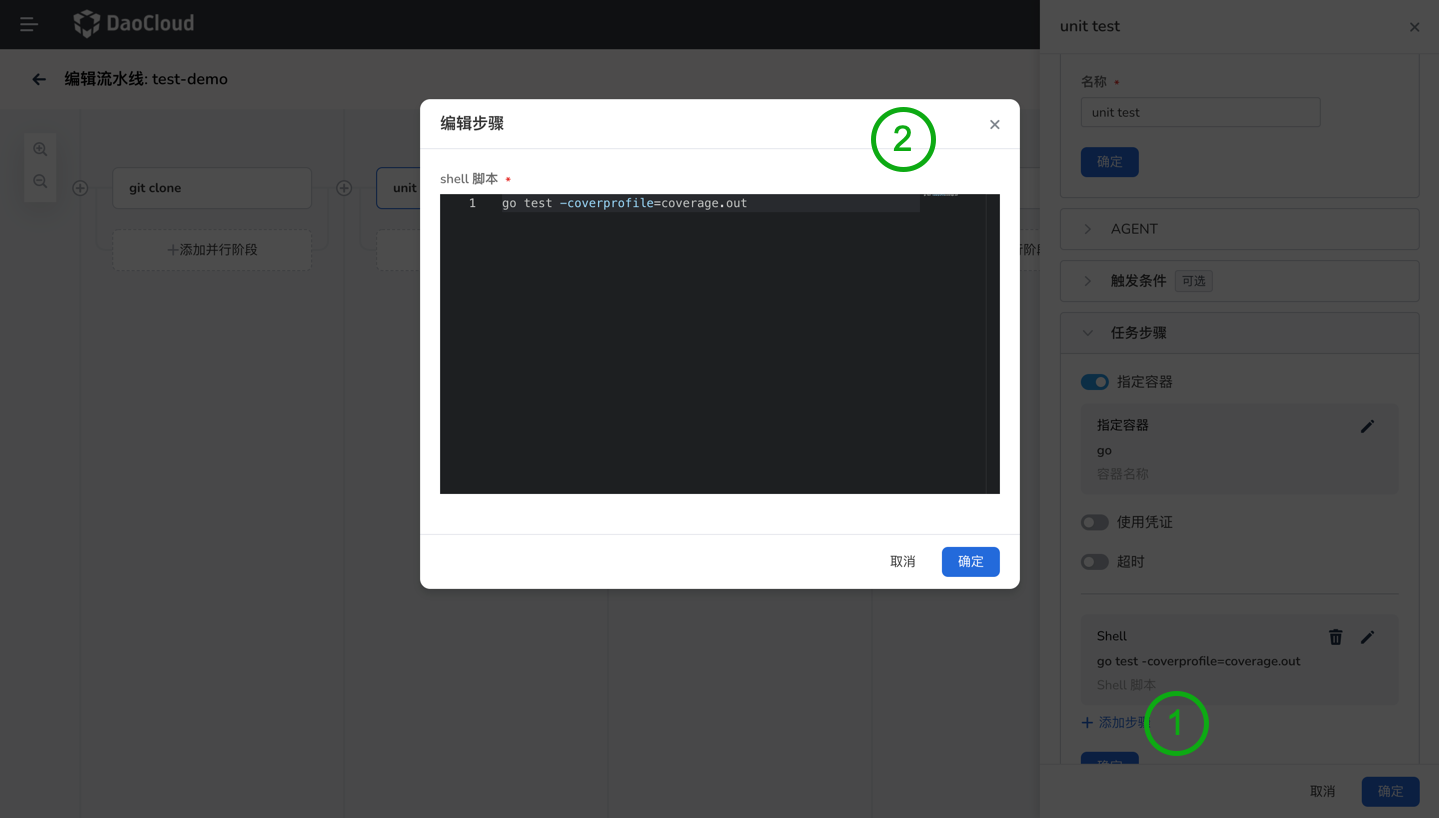 DaoCloud
编辑流水线: test-demo
git clone
添加并行阶段
unit
编辑步骤
2
shell 脚本 *
1 go test -coverprofile=coverage.out
取消
确定
unit test
名称 *
unit test
确定
AGENT
触发条件 可选
任务步骤
指定容器
指定容器
go
容器名称
使用凭证
超时
Shell
go test -coverprofile=coverage.out
Shell 脚本
+ 添加步骤
1
确定
取消
确定